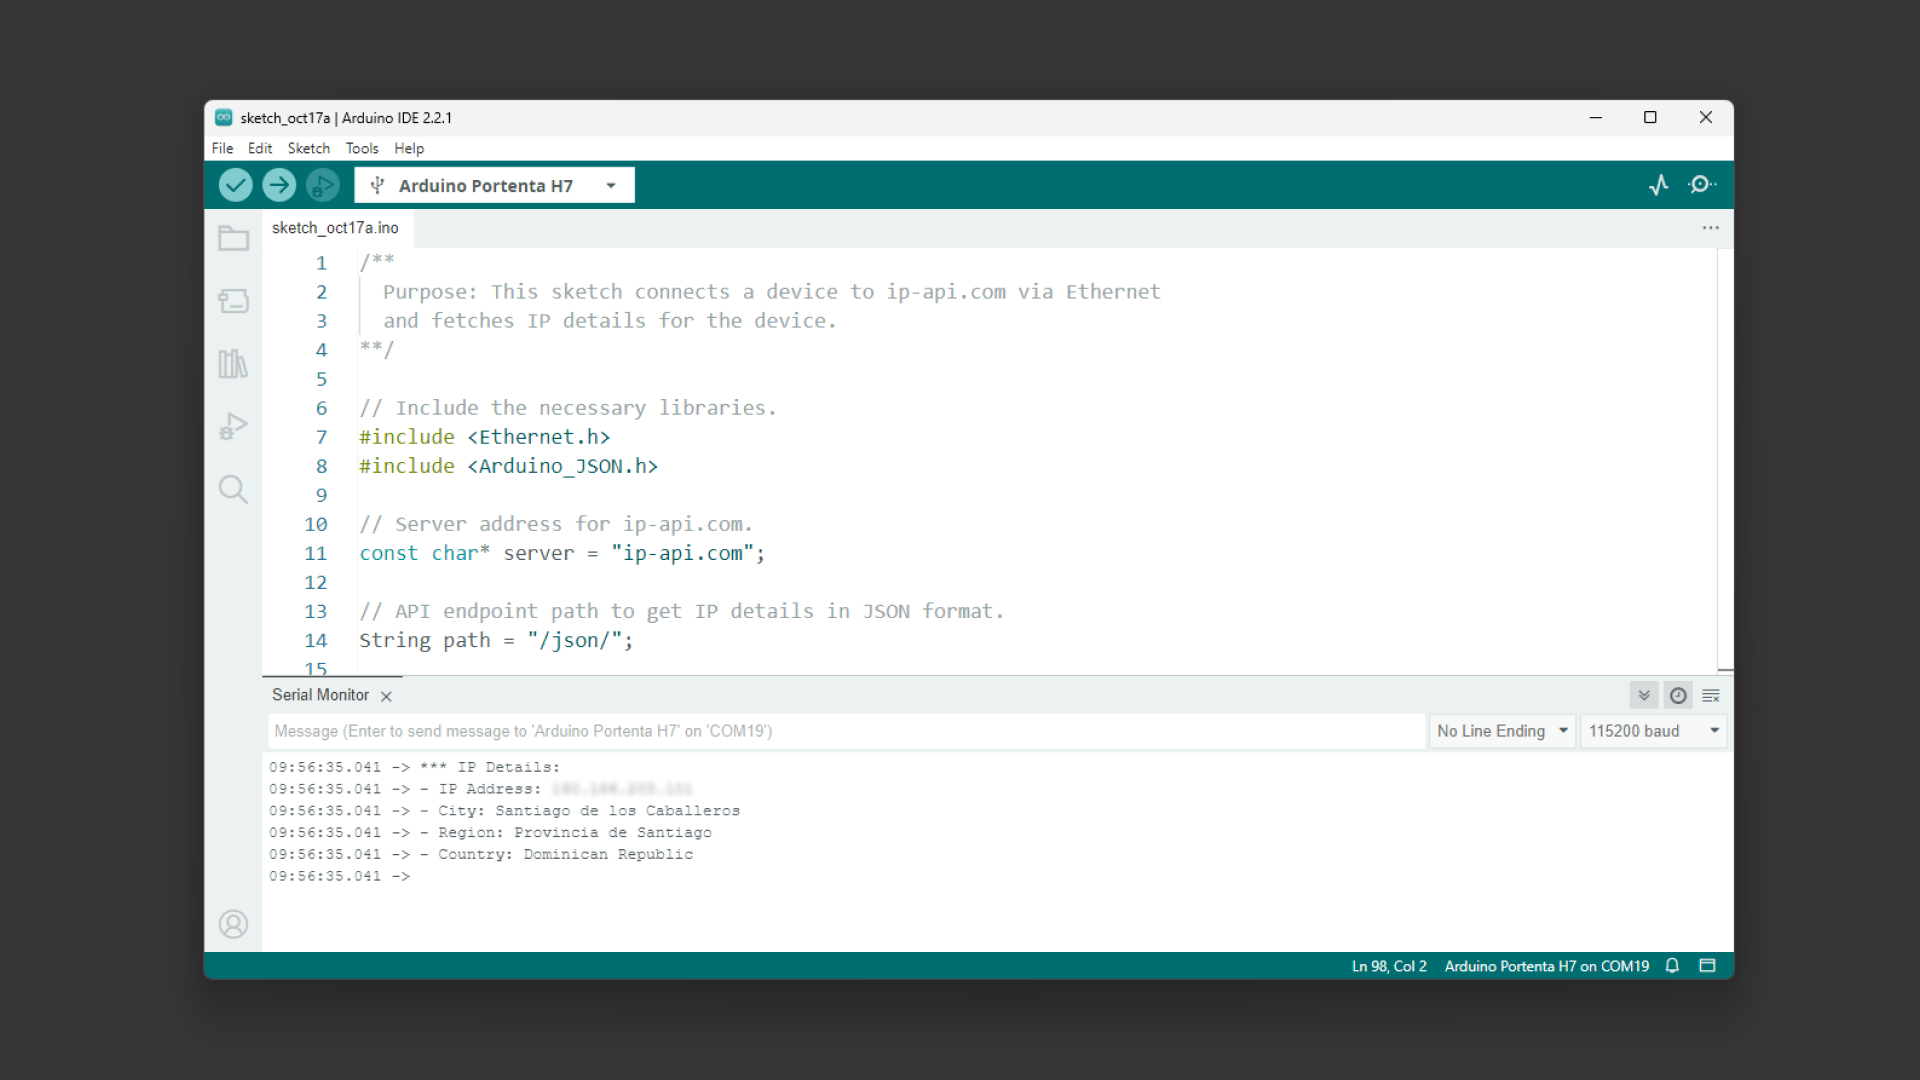 sketch_oct17a | Arduino IDE 2.2.1
File Edit Sketch Tools Help
Arduino Portenta H7
sketch_oct17a.ino
1 /**
2 Purpose: This sketch connects a device to ip-api.com via Ethernet
3 and fetches IP details for the device.
4 **/
5
6 // Include the necessary libraries.
7 #include <Ethernet.h>
8 #include <Arduino_JSON.h>
9
10 // Server address for ip-api.com.
11 const char* server = "ip-api.com";
12
13 // API endpoint path to get IP details in JSON format.
14 String path = "/json/";
15
Serial Monitor
Message (Enter to send message to 'Arduino Portenta H7' on 'COM19') No Line Ending 115200 baud
09:56:35.041 -> *** IP Details:
09:56:35.041 -> - IP Address:
09:56:35.041 -> - City: Santiago de los Caballeros
09:56:35.041 -> - Region: Provincia de Santiago
09:56:35.041 -> - Country: Dominican Republic
09:56:35.041 ->
Ln 98, Col 2 Arduino Portenta H7 on COM19